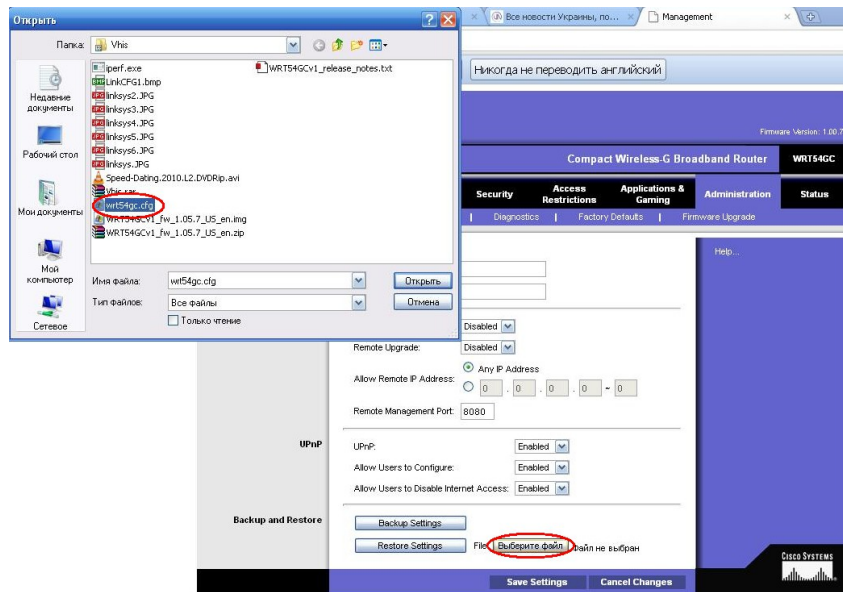 Открыть
Папка: Vhis
Недавние документы
Рабочий стол
Мои документы
Мой компьютер
Сетевое
iperf.exe
LinkCFG1.bmp
linksys2.JPG
linksys3.JPG
linksys4.JPG
linksys5.JPG
linksys6.JPG
linksys.JPG
Speed-Dating.2010.L2.DVDRip.avi
Vhis.rar
wrt54gc.cfg
WRT54GCv1_fw_1.05.7_US_en.img
WRT54GCv1_fw_1.05.7_US_en.zip
WRT54GCv1_release_notes.txt
Имя файла: wrt54gc.cfg Открыть
Тип файлов: Все файлы Отмена
Только чтение
Все новости Украины, по... Management
Никогда не переводить английский
Firmware Version: 1.00.7
Compact Wireless-G Broadband Router WRT54GC
Security Access Restrictions Applications & Gaming Administration Status
Diagnostics | Factory Defaults | Firmware Upgrade
Help...
Disabled
Remote Upgrade: Disabled
Allow Remote IP Address: Any IP Address
0 . 0 . 0 . 0 ~ 0
Remote Management Port: 8080
UPnP
UPnP: Enabled
Allow Users to Configure: Enabled
Allow Users to Disable Internet Access: Enabled
Backup and Restore
Backup Settings
Restore Settings File Выберите файл Файл не выбран
Save Settings Cancel Changes
CISCO SYSTEMS